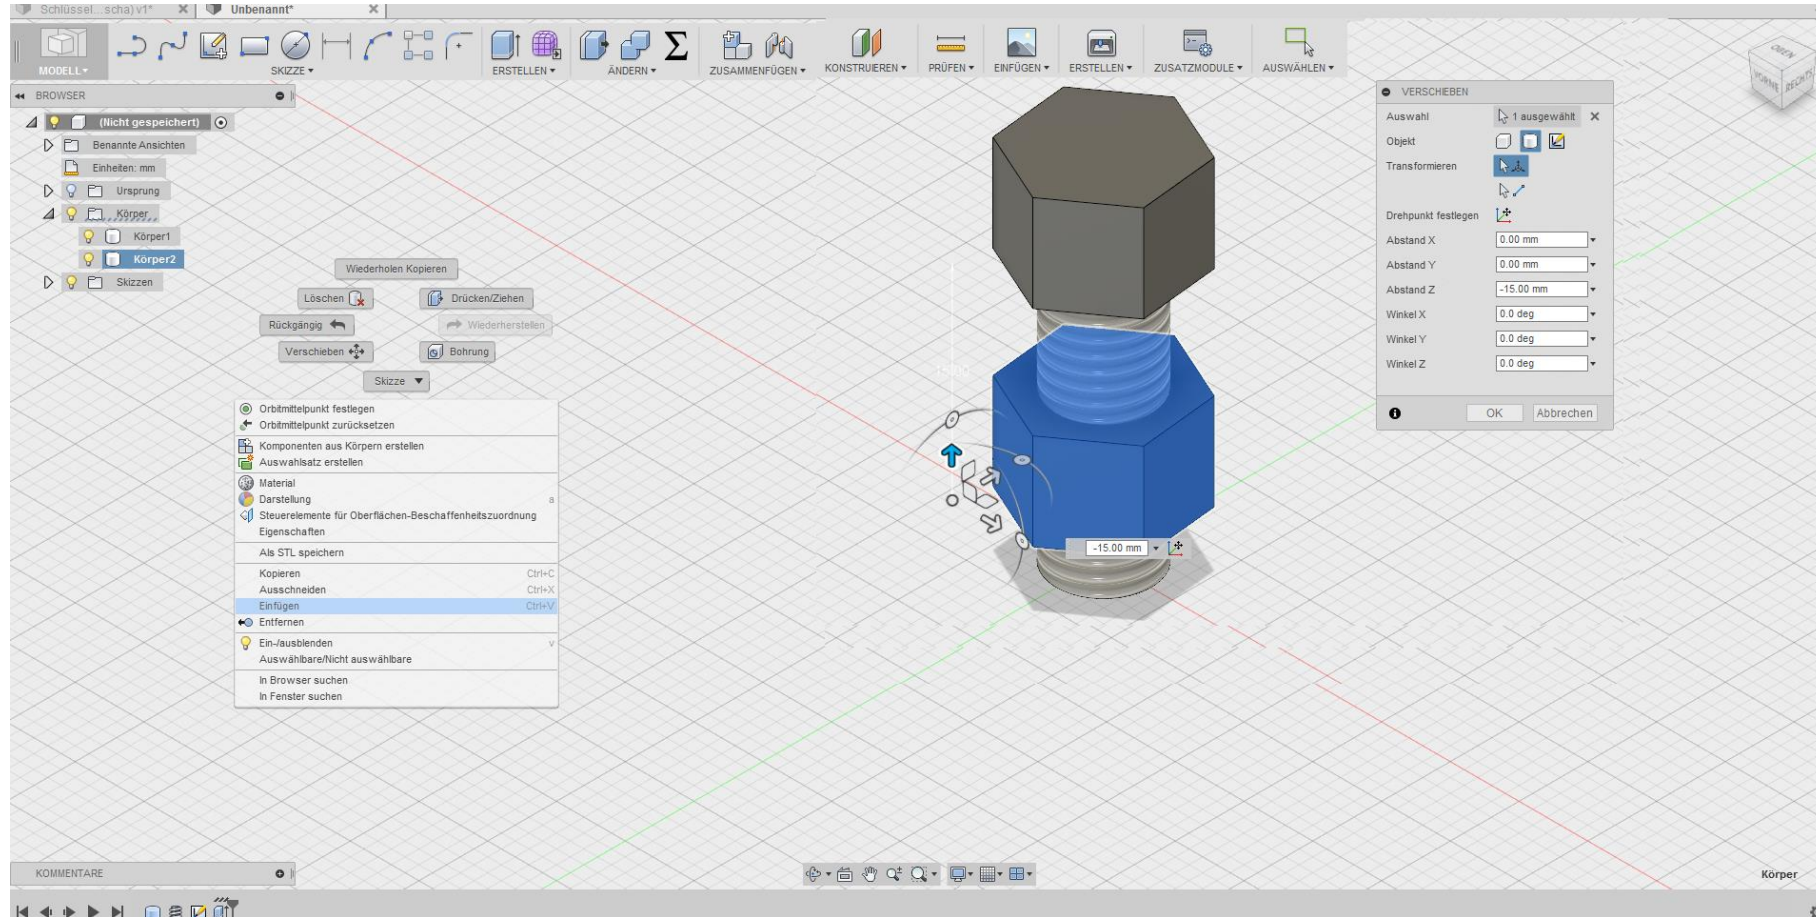 Schlüssel...scha) v1*
Unbenannt*
MODELL
SKIZZE
ERSTELLEN
ÄNDERN
ZUSAMMENFÜGEN
KONSTRUIEREN
PRÜFEN
EINFÜGEN
ERSTELLEN
ZUSATZMODULE
AUSWÄHLEN
OBEN
VORNE
RECHTS
BROWSER
(Nicht gespeichert)
Benannte Ansichten
Einheiten: mm
Ursprung
Körper
Körper1
Körper2
Skizzen
Wiederholen Kopieren
Löschen
Drücken/Ziehen
Rückgängig
Wiederherstellen
Verschieben
Bohrung
Skizze
Orbitmittelpunkt festlegen
Orbitmittelpunkt zurücksetzen
Komponenten aus Körpern erstellen
Auswahlsatz erstellen
Material
Darstellung a
Steuerelemente für Oberflächen-Beschaffenheitszuordnung
Eigenschaften
Als STL speichern
Kopieren Ctrl+C
Ausschneiden Ctrl+X
Einfügen Ctrl+V
Entfernen
Ein-/ausblenden v
Auswählbare/Nicht auswählbare
In Browser suchen
In Fenster suchen
-15.00 mm
VERSCHIEBEN
Auswahl 1 ausgewählt
Objekt
Transformieren
Drehpunkt festlegen
Abstand X 0.00 mm
Abstand Y 0.00 mm
Abstand Z -15.00 mm
Winkel X 0.0 deg
Winkel Y 0.0 deg
Winkel Z 0.0 deg
OK Abbrechen
KOMMENTARE
Körper